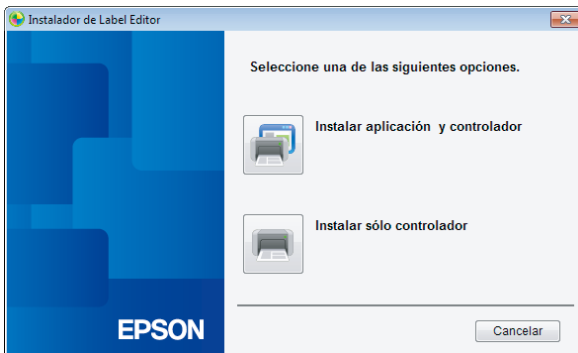 Instalador de Label Editor
Seleccione una de las siguientes opciones.
Instalar aplicación y controlador
Instalar sólo controlador
EPSON
Cancelar